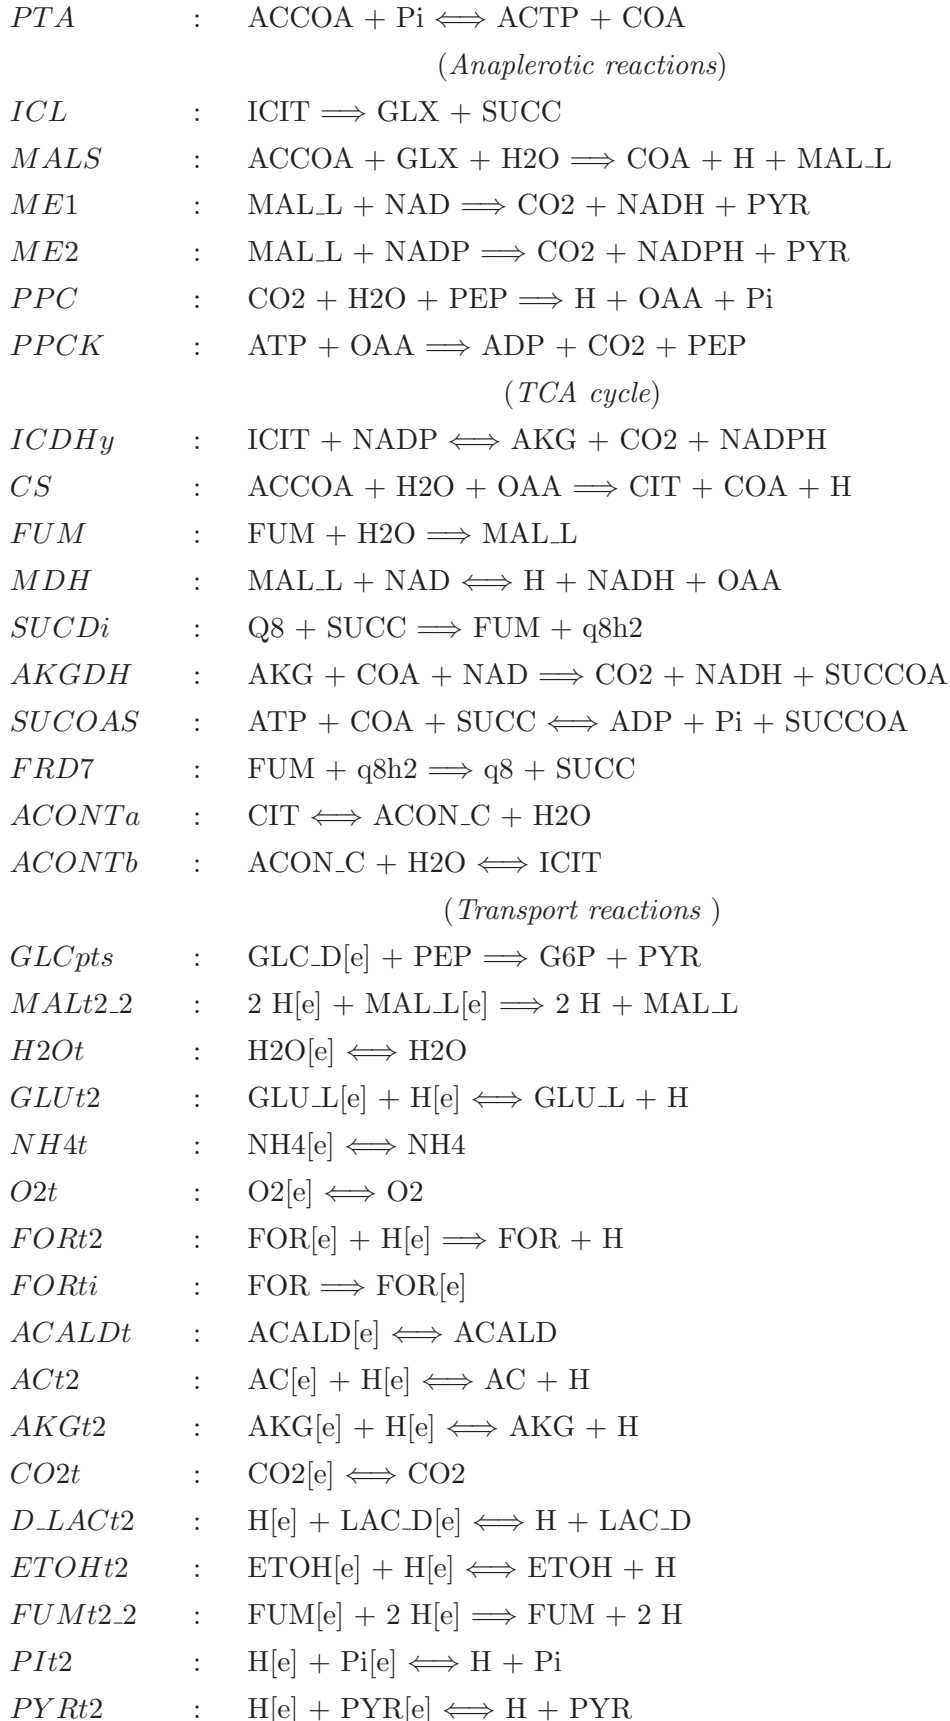 PTA : ACCOA + Pi ⟺ ACTP + COA
(Anaplerotic reactions)
ICL : ICIT ⟹ GLX + SUCC
MALS : ACCOA + GLX + H2O ⟹ COA + H + MAL_L
ME1 : MAL_L + NAD ⟹ CO2 + NADH + PYR
ME2 : MAL_L + NADP ⟹ CO2 + NADPH + PYR
PPC : CO2 + H2O + PEP ⟹ H + OAA + Pi
PPCK : ATP + OAA ⟹ ADP + CO2 + PEP
(TCA cycle)
ICDHy : ICIT + NADP ⟺ AKG + CO2 + NADPH
CS : ACCOA + H2O + OAA ⟹ CIT + COA + H
FUM : FUM + H2O ⟹ MAL_L
MDH : MAL_L + NAD ⟺ H + NADH + OAA
SUCDi : Q8 + SUCC ⟹ FUM + q8h2
AKGDH : AKG + COA + NAD ⟹ CO2 + NADH + SUCCOA
SUCOAS : ATP + COA + SUCC ⟺ ADP + Pi + SUCCOA
FRD7 : FUM + q8h2 ⟹ q8 + SUCC
ACONTa : CIT ⟺ ACON_C + H2O
ACONTb : ACON_C + H2O ⟺ ICIT
(Transport reactions )
GLCpts : GLC_D[e] + PEP ⟹ G6P + PYR
MALt2_2 : 2 H[e] + MAL_L[e] ⟹ 2 H + MAL_L
H2Ot : H2O[e] ⟺ H2O
GLUt2 : GLU_L[e] + H[e] ⟺ GLU_L + H
NH4t : NH4[e] ⟺ NH4
O2t : O2[e] ⟺ O2
FORt2 : FOR[e] + H[e] ⟹ FOR + H
FORti : FOR ⟹ FOR[e]
ACALDt : ACALD[e] ⟺ ACALD
ACt2 : AC[e] + H[e] ⟺ AC + H
AKGt2 : AKG[e] + H[e] ⟺ AKG + H
CO2t : CO2[e] ⟺ CO2
D_LACt2 : H[e] + LAC_D[e] ⟺ H + LAC_D
ETOHt2 : ETOH[e] + H[e] ⟺ ETOH + H
FUMt2_2 : FUM[e] + 2 H[e] ⟹ FUM + 2 H
PIt2 : H[e] + Pi[e] ⟺ H + Pi
PYRt2 : H[e] + PYR[e] ⟺ H + PYR